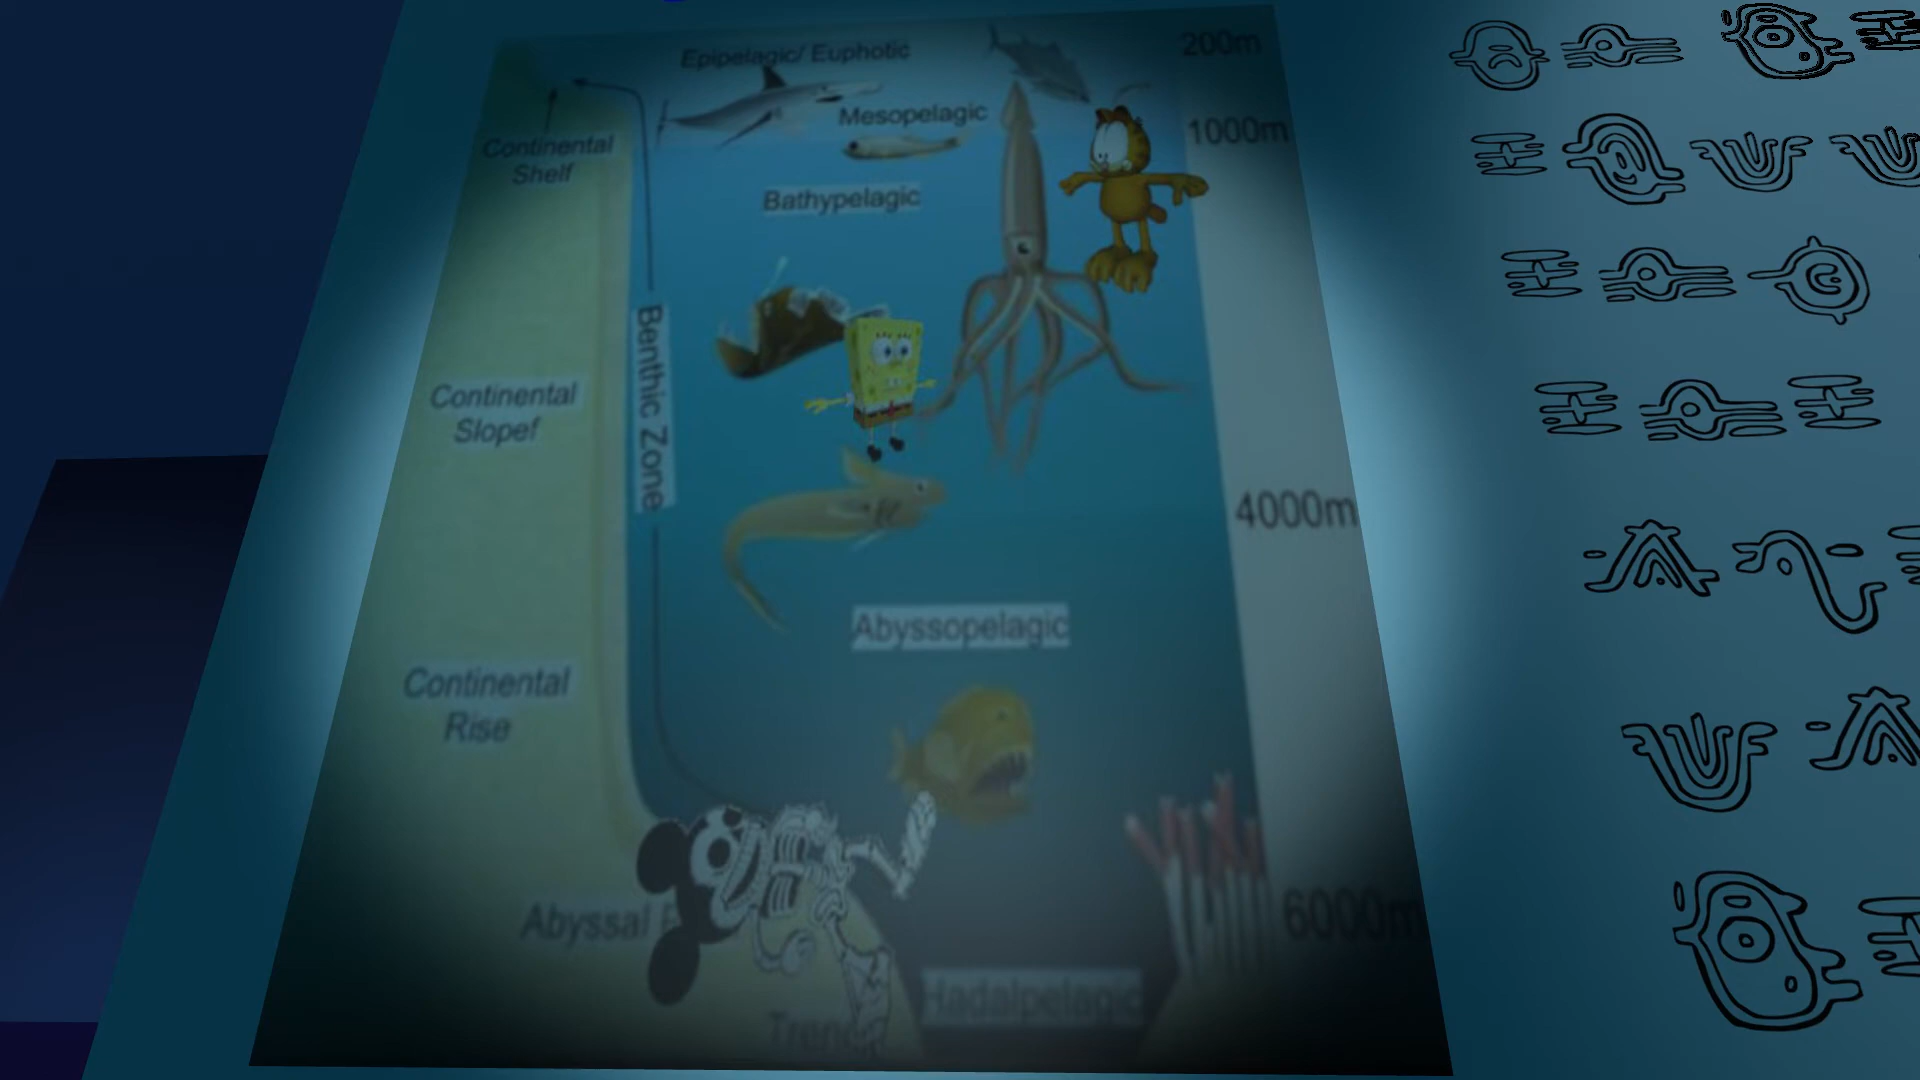 Epipelagic/ Euphotic
200m
Mesopelagic
1000m
Continental
Shelf
Bathypelagic
Benthic Zone
Continental
Slopef
4000m
Abyssopelagic
Continental
Rise
Abyssal
6000m
Hadalpelagic